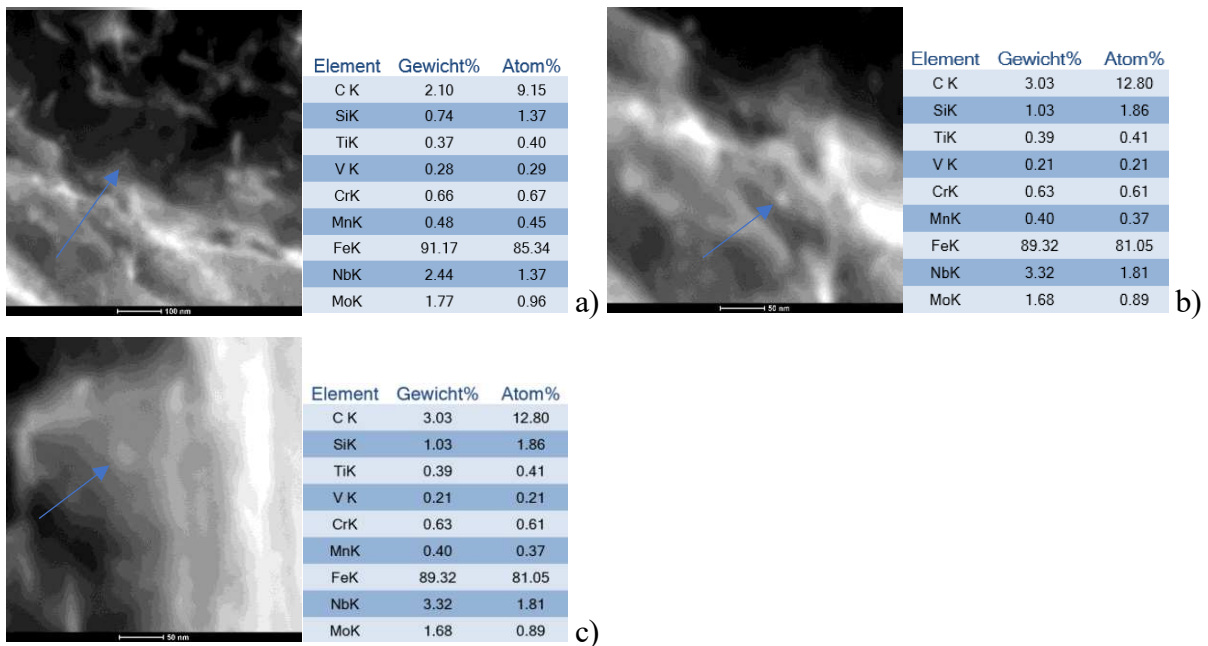 Element Gewicht% Atom%
C K 2.10 9.15
SiK 0.74 1.37
TiK 0.37 0.40
V K 0.28 0.29
CrK 0.66 0.67
MnK 0.48 0.45
FeK 91.17 85.34
NbK 2.44 1.37
MoK 1.77 0.96
100 nm
a)
Element Gewicht% Atom%
C K 3.03 12.80
SiK 1.03 1.86
TiK 0.39 0.41
V K 0.21 0.21
CrK 0.63 0.61
MnK 0.40 0.37
FeK 89.32 81.05
NbK 3.32 1.81
MoK 1.68 0.89
50 nm
b)
Element Gewicht% Atom%
C K 3.03 12.80
SiK 1.03 1.86
TiK 0.39 0.41
V K 0.21 0.21
CrK 0.63 0.61
MnK 0.40 0.37
FeK 89.32 81.05
NbK 3.32 1.81
MoK 1.68 0.89
50 nm
c)